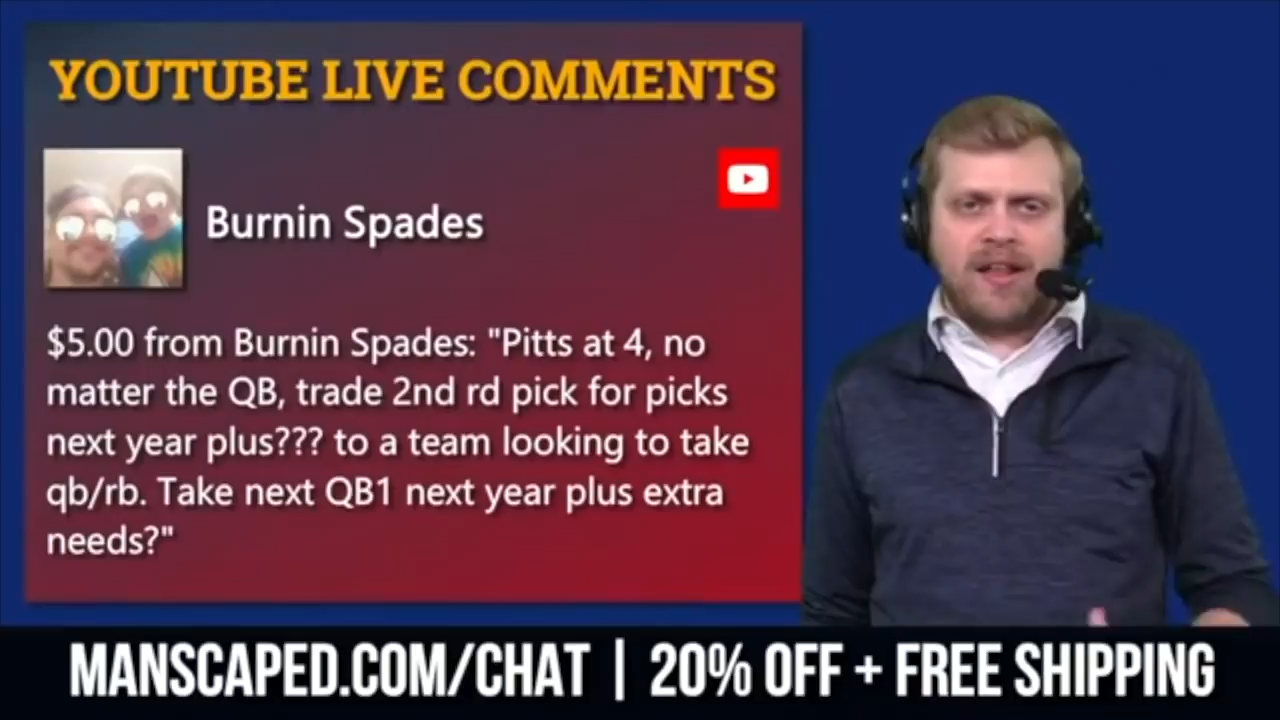 YOUTUBE LIVE COMMENTS
Burnin Spades
$5.00 from Burnin Spades: "Pitts at 4, no
matter the QB, trade 2nd rd pick for picks
next year plus??? to a team looking to take
qb/rb. Take next QB1 next year plus extra
needs?"
MANSCAPED.COM/CHAT | 20% OFF + FREE SHIPPING